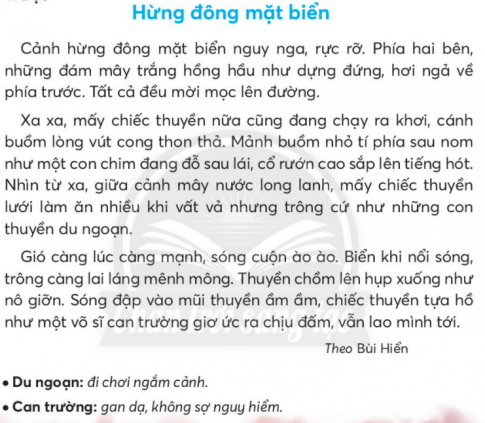 Hừng đông mặt biển
Cảnh hừng đông mặt biển nguy nga, rực rỡ. Phía hai bên,
những đám mây trắng hồng hầu như dựng đứng, hơi ngả về
phía trước. Tất cả đều mời mọc lên đường.
Xa xa, mấy chiếc thuyền nữa cũng đang chạy ra khơi, cánh
buồm lòng vút cong thon thả. Mảnh buồm nhỏ tí phía sau nom
như một con chim đang đỗ sau lái, cổ rướn cao sắp lên tiếng hót.
Nhìn từ xa, giữa cảnh mây nước long lanh, mấy chiếc thuyền
lưới làm ăn nhiều khi vất vả nhưng trông cứ như những con
thuyền du ngoạn.
Gió càng lúc càng mạnh, sóng cuộn ào ào. Biển khi nổi sóng,
trông càng lai láng mênh mông. Thuyền chồm lên hụp xuống như
nô giỡn. Sóng đập vào mũi thuyền ầm ầm, chiếc thuyền tựa hồ
như một võ sĩ can trường giơ ức ra chịu đấm, vẫn lao mình tới.
Chân trời sáng tạo
Theo Bùi Hiển
• Du ngoạn: đi chơi ngắm cảnh.
• Can trường: gan dạ, không sợ nguy hiểm.